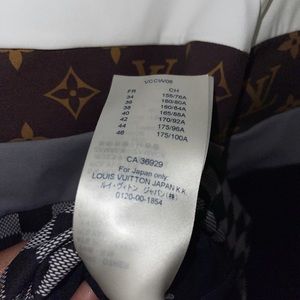 VCCW08
FR CH
34 155/76A
36 160/80A
38 160/84A
40 165/88A
42 170/92A
44 175/96A
46 175/100A
CA 36929
For Japan only:
LOUIS VUITTON JAPAN K.K.
ルイ・ヴィトン ジャパン(株)
0120-00-1854